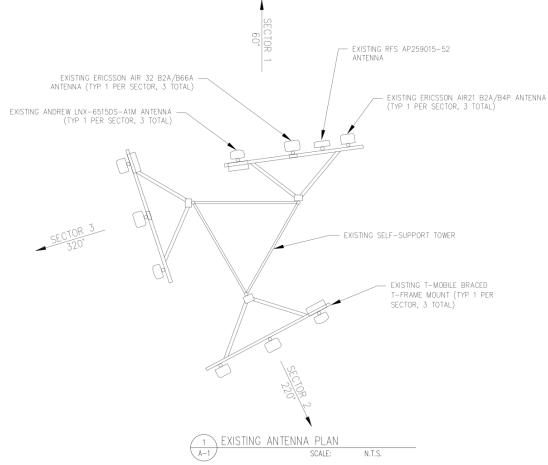 SECTOR 1
60°
EXISTING RFS AP259015-52
ANTENNA
EXISTING ERICSSON AIR 32 B2A/B66A
ANTENNA (TYP 1 PER SECTOR, 3 TOTAL)
EXISTING ERICSSON AIR21 B2A/B4P ANTENNA
(TYP 1 PER SECTOR, 3 TOTAL)
EXISTING ANDREW LNX-6515DS-A1M ANTENNA
(TYP 1 PER SECTOR, 3 TOTAL)
SECTOR 3
320°
EXISTING SELF-SUPPORT TOWER
EXISTING T-MOBILE BRACED
T-FRAME MOUNT (TYP 1 PER
SECTOR, 3 TOTAL)
SECTOR 2
220°
1
A-1
EXISTING ANTENNA PLAN
SCALE: N.T.S.